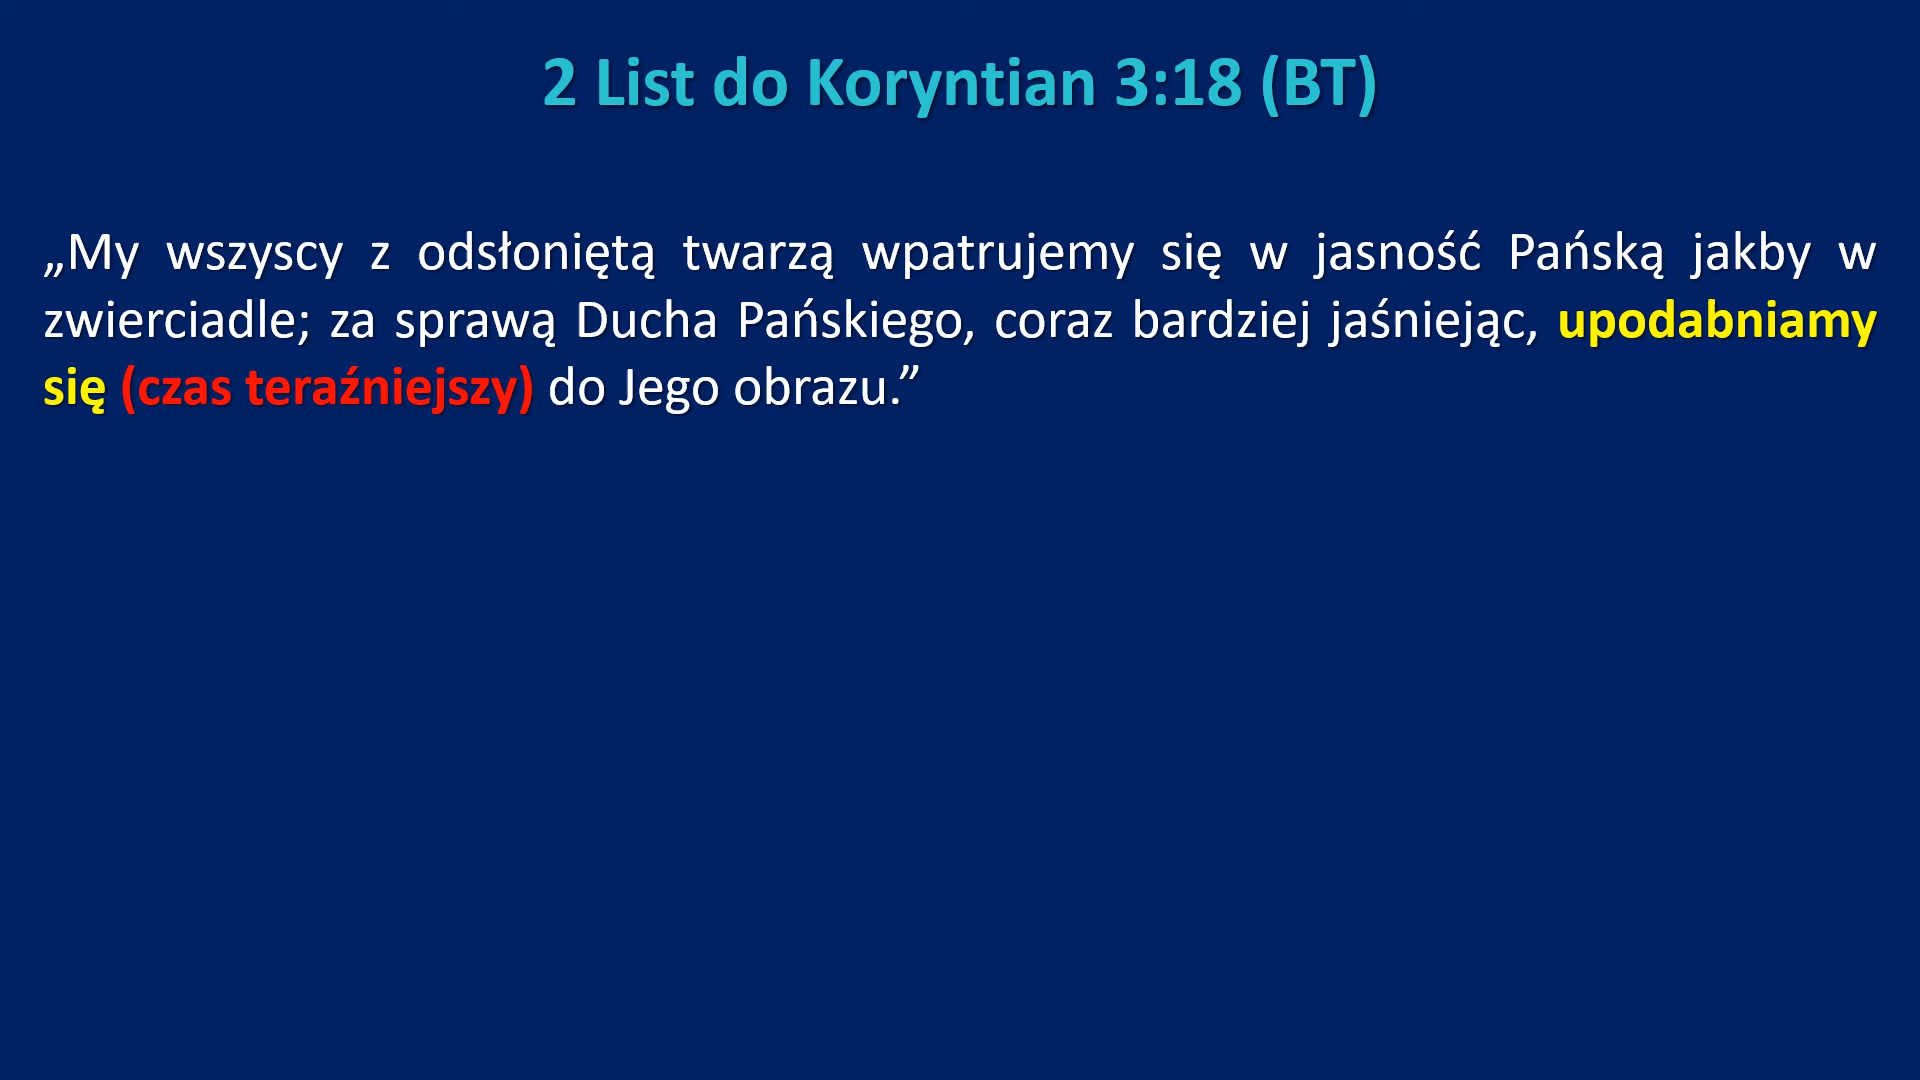 2 List do Koryntian 3:18 (BT)
„My wszyscy z odsłoniętą twarzą wpatrujemy się w jasność Pańską jakby w
zwierciadle; za sprawą Ducha Pańskiego, coraz bardziej jaśniejąc, upodabniamy
się (czas teraźniejszy) do Jego obrazu.”